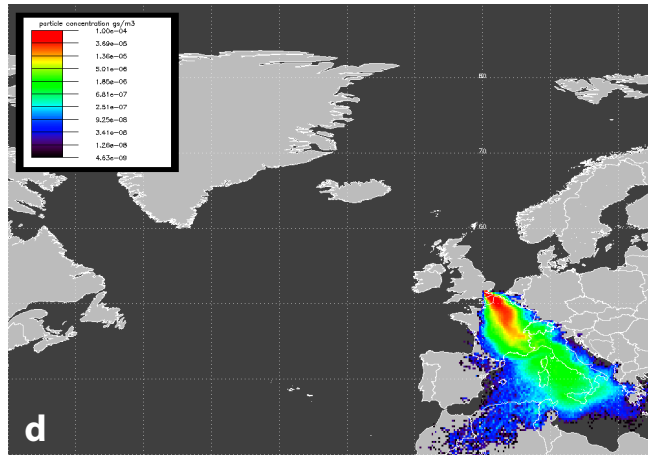 particle concentration gs/m3
1.00e-04
3.69e-05
1.36e-05
5.01e-06
1.85e-06
6.81e-07
2.51e-07
9.25e-08
3.41e-08
1.26e-08
4.63e-09
80
70
60
d